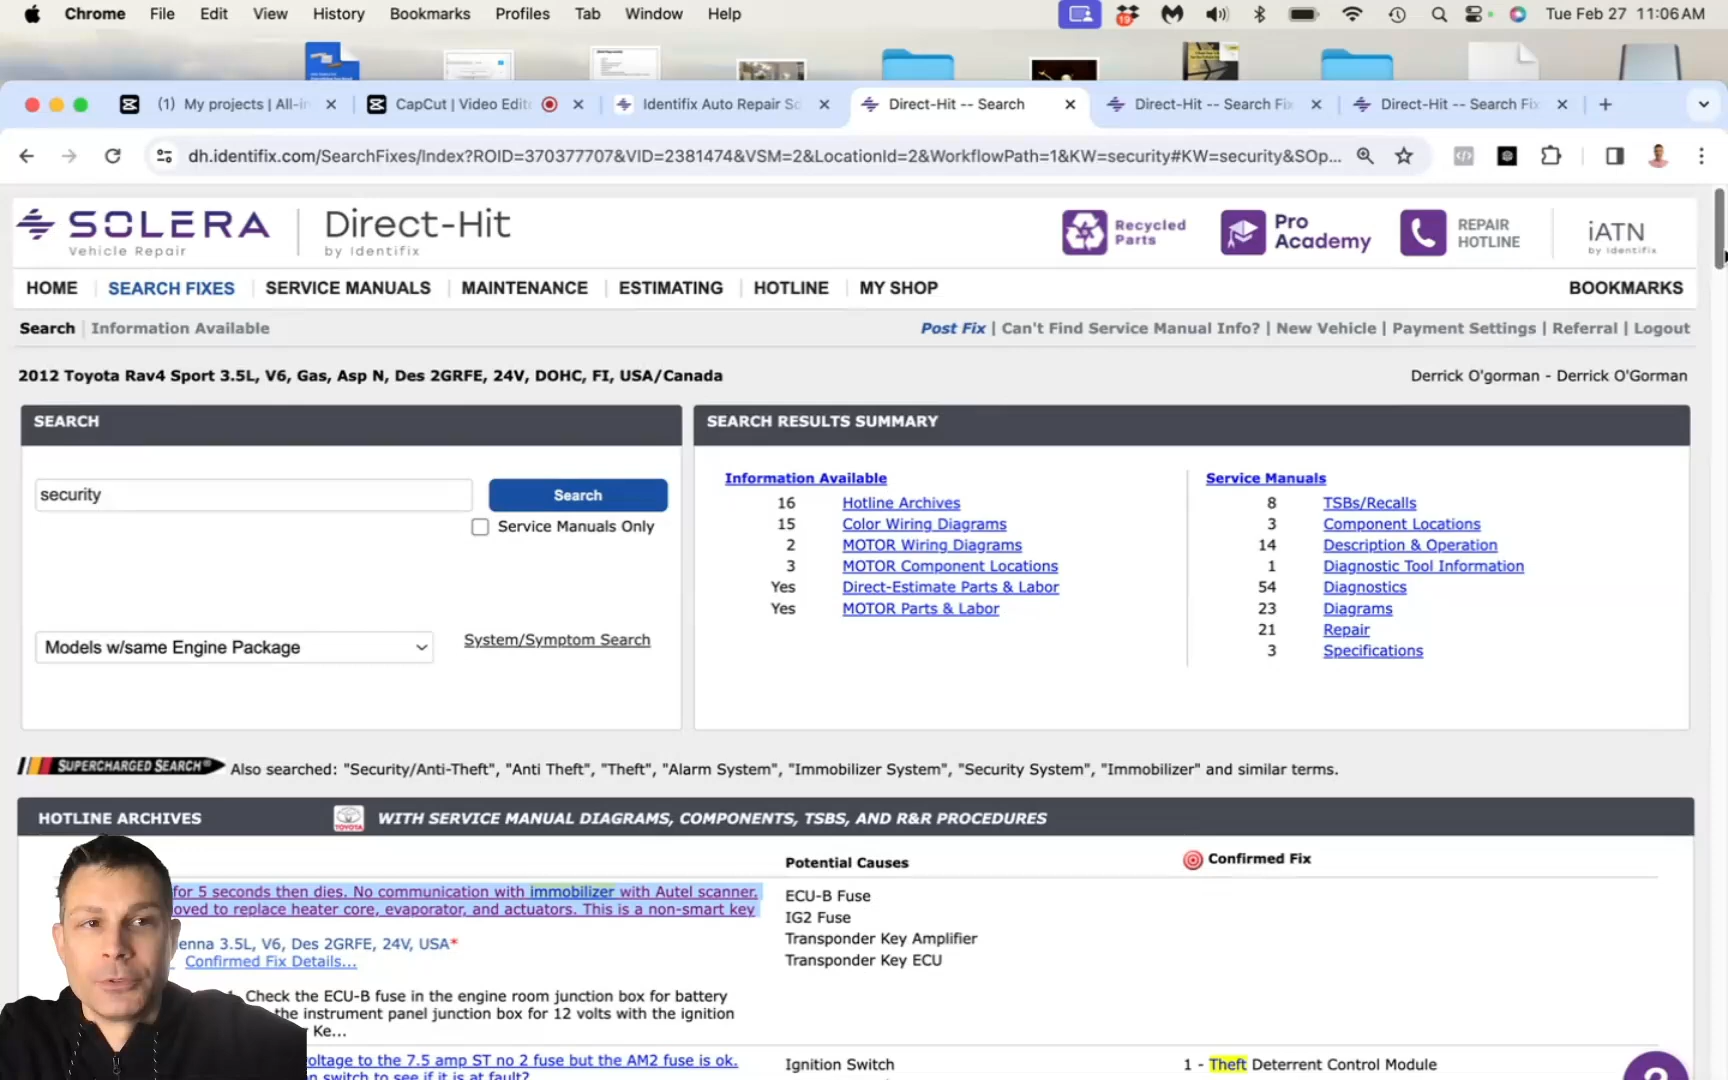 Chrome File Edit View History Bookmarks Profiles Tab Window Help 19 Tue Feb 27 11:06 AM
(1) My projects | All-in CapCut | Video Edit Identifix Auto Repair So Direct-Hit -- Search Direct-Hit -- Search Fix Direct-Hit -- Search Fix
dh.identifix.com/SearchFixes/Index?ROID=370377707&VID=2381474&VSM=2&LocationId=2&WorkflowPath=1&KW=security#KW=security&SOp...
SOLERA
Vehicle Repair
Direct-Hit
by Identifix
Recycled
Parts
Pro
Academy
REPAIR
HOTLINE
iATN
by Identifix
HOME SEARCH FIXES SERVICE MANUALS MAINTENANCE ESTIMATING HOTLINE MY SHOP BOOKMARKS
Search | Information Available Post Fix | Can't Find Service Manual Info? | New Vehicle | Payment Settings | Referral | Logout
2012 Toyota Rav4 Sport 3.5L, V6, Gas, Asp N, Des 2GRFE, 24V, DOHC, FI, USA/Canada Derrick O'gorman - Derrick O'Gorman
SEARCH
security Search
Service Manuals Only
Models w/same Engine Package System/Symptom Search
SEARCH RESULTS SUMMARY
Information Available
16 Hotline Archives
15 Color Wiring Diagrams
2 MOTOR Wiring Diagrams
3 MOTOR Component Locations
Yes Direct-Estimate Parts & Labor
Yes MOTOR Parts & Labor
Service Manuals
8 TSBs/Recalls
3 Component Locations
14 Description & Operation
1 Diagnostic Tool Information
54 Diagnostics
23 Diagrams
21 Repair
3 Specifications
SUPERCHARGED SEARCH® Also searched: "Security/Anti-Theft", "Anti Theft", "Theft", "Alarm System", "Immobilizer System", "Security System", "Immobilizer" and similar terms.
HOTLINE ARCHIVES TOYOTA WITH SERVICE MANUAL DIAGRAMS, COMPONENTS, TSBS, AND R&R PROCEDURES
Potential Causes Confirmed Fix
for 5 seconds then dies. No communication with immobilizer with Autel scanner.
oved to replace heater core, evaporator, and actuators. This is a non-smart key
enna 3.5L, V6, Des 2GRFE, 24V, USA*
Confirmed Fix Details...
Check the ECU-B fuse in the engine room junction box for battery
the instrument panel junction box for 12 volts with the ignition
Ke...
ECU-B Fuse
IG2 Fuse
Transponder Key Amplifier
Transponder Key ECU
oltage to the 7.5 amp ST no 2 fuse but the AM2 fuse is ok.
n switch to see if it is at fault?
Ignition Switch
1 - Theft Deterrent Control Module
?